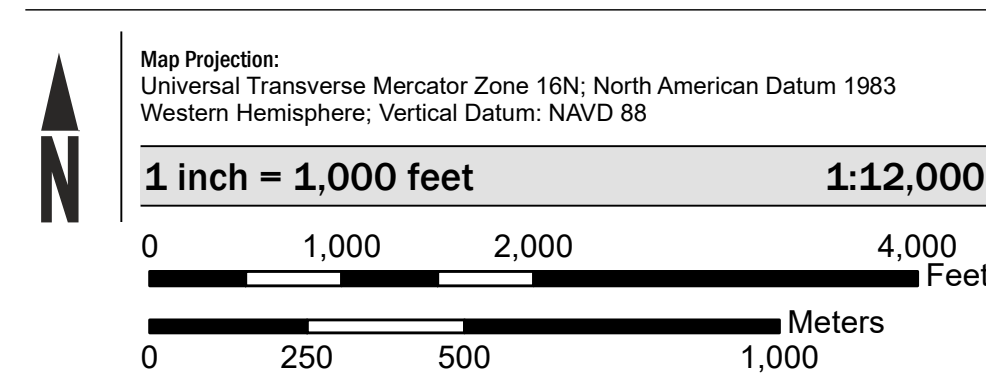 N
Map Projection:
Universal Transverse Mercator Zone 16N; North American Datum 1983
Western Hemisphere; Vertical Datum: NAVD 88
1 inch = 1,000 feet 1:12,000
0 1,000 2,000 4,000
Feet
Meters
0 250 500 1,000